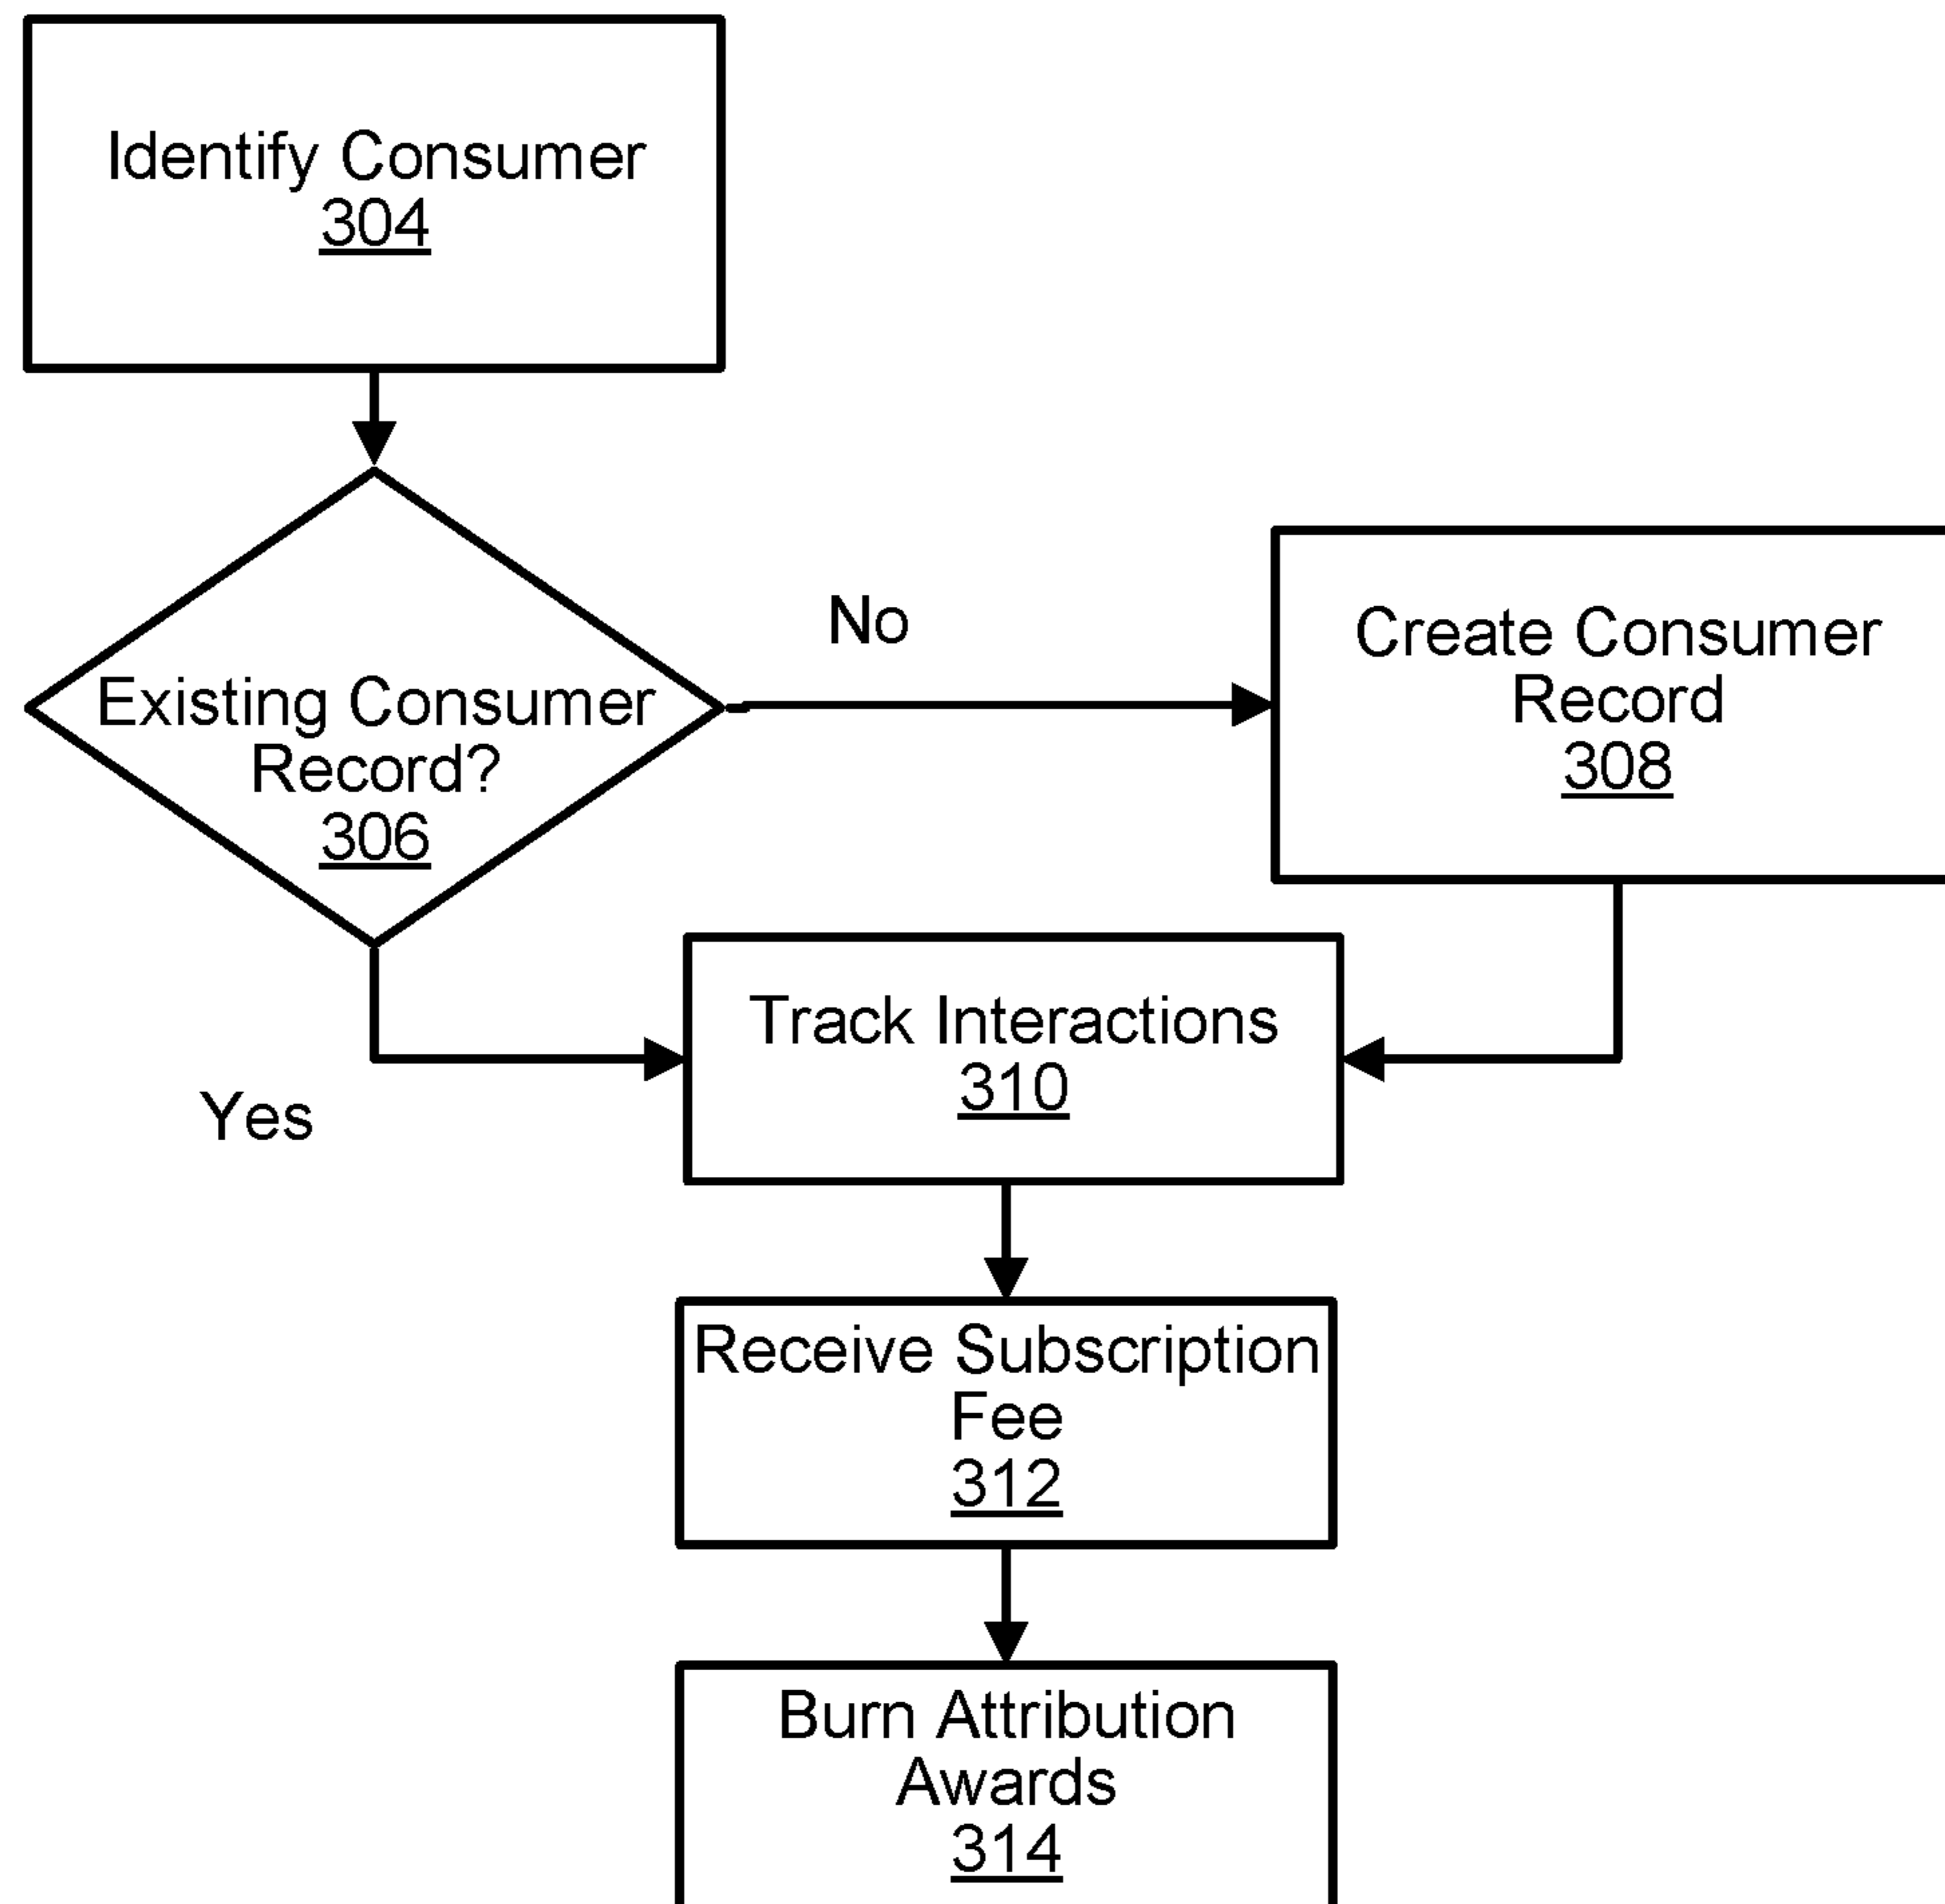 Identify Consumer
304
No
Existing Consumer
Record?
306
Create Consumer
Record
308
Track Interactions
310
Yes
Receive Subscription
Fee
312
Burn Attribution
Awards
314